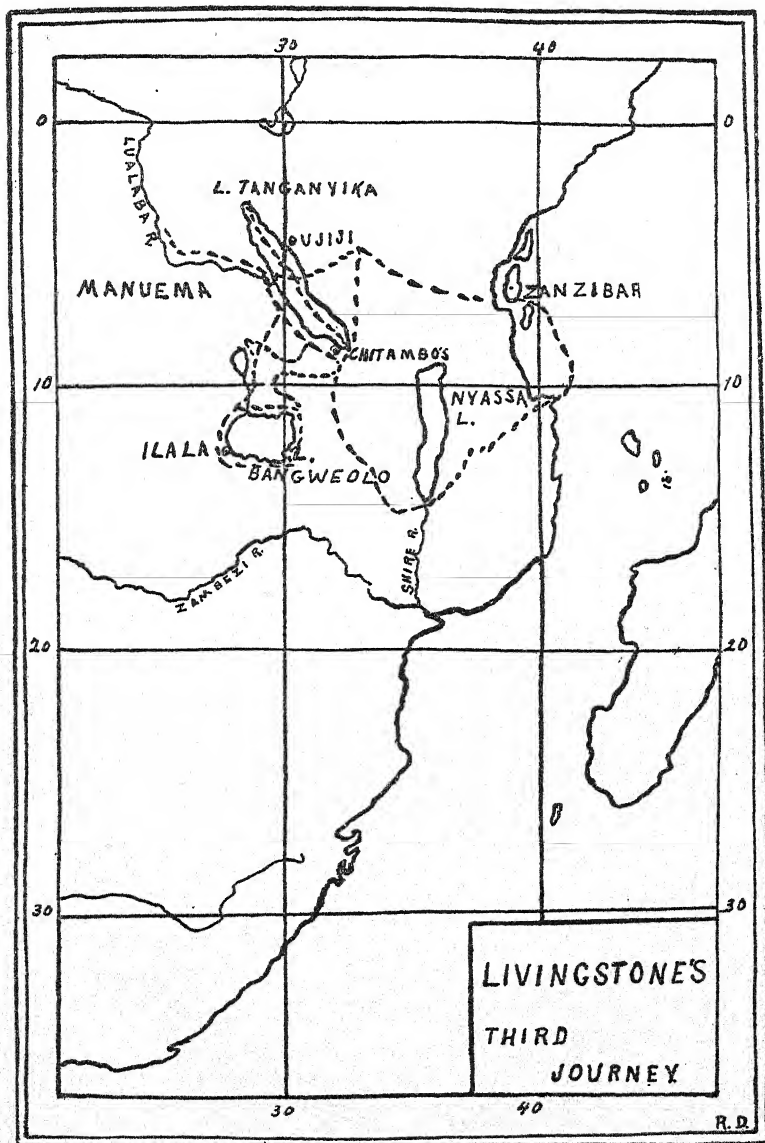 30 40
0 0
LUALABA R.
L. TANGANYIKA
UJIJI
MANUEMA
ZANZIBAR
CHITAMBO'S
10 10
NYASSA
L.
ILALA
L.
BANGWEOLO
SHIRE R.
ZAMBEZI R.
20 20
30 30
LIVINGSTONE'S
THIRD
JOURNEY
30 40
R.D.